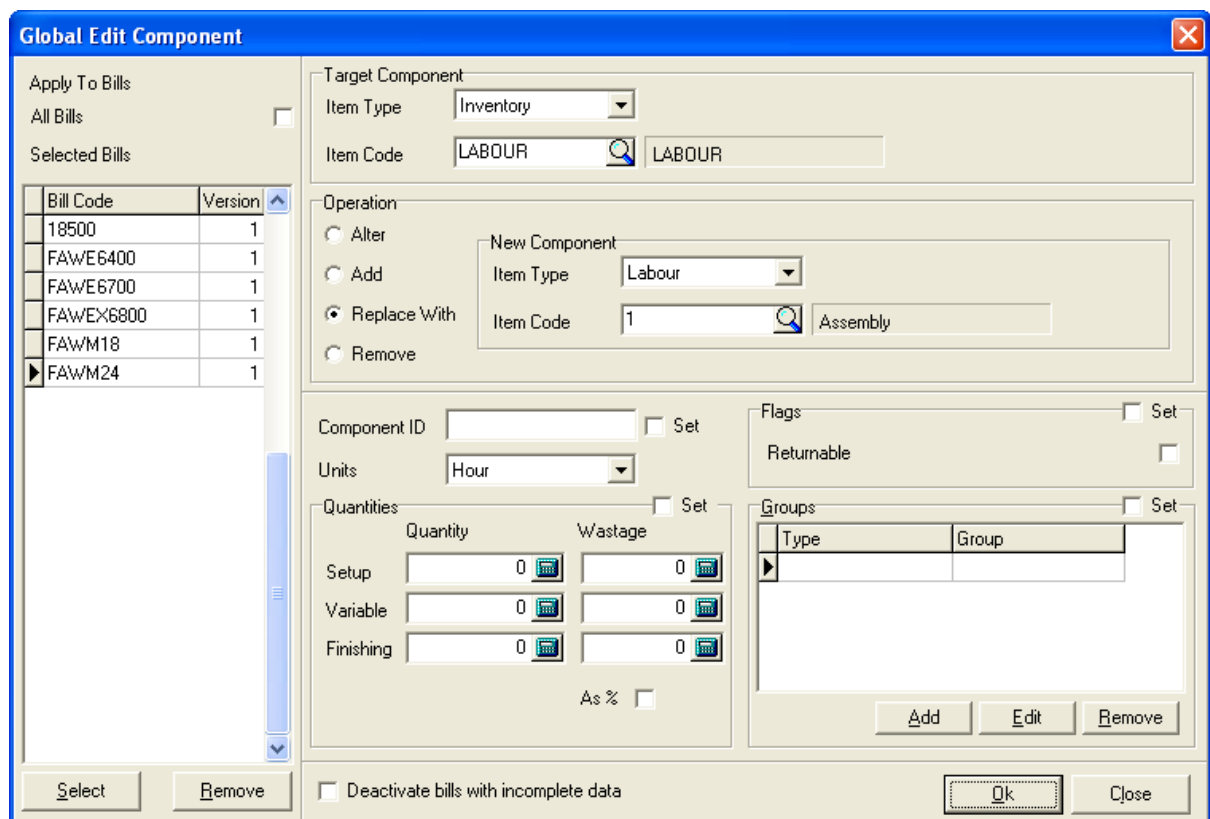 Global Edit Component
Apply To Bills
All Bills
Selected Bills
Bill Code Version
18500 1
FAWE6400 1
FAWE6700 1
FAWEX6800 1
FAWM18 1
FAWM24 1
Select Remove
Target Component
Item Type Inventory
Item Code LABOUR LABOUR
Operation
Alter
Add
Replace With
Remove
New Component
Item Type Labour
Item Code 1 Assembly
Component ID Set
Units Hour
Quantities Set
Quantity Wastage
Setup 0 0
Variable 0 0
Finishing 0 0
As %
Flags Set
Returnable
Groups Set
Type Group
Add Edit Remove
Deactivate bills with incomplete data
Ok Close